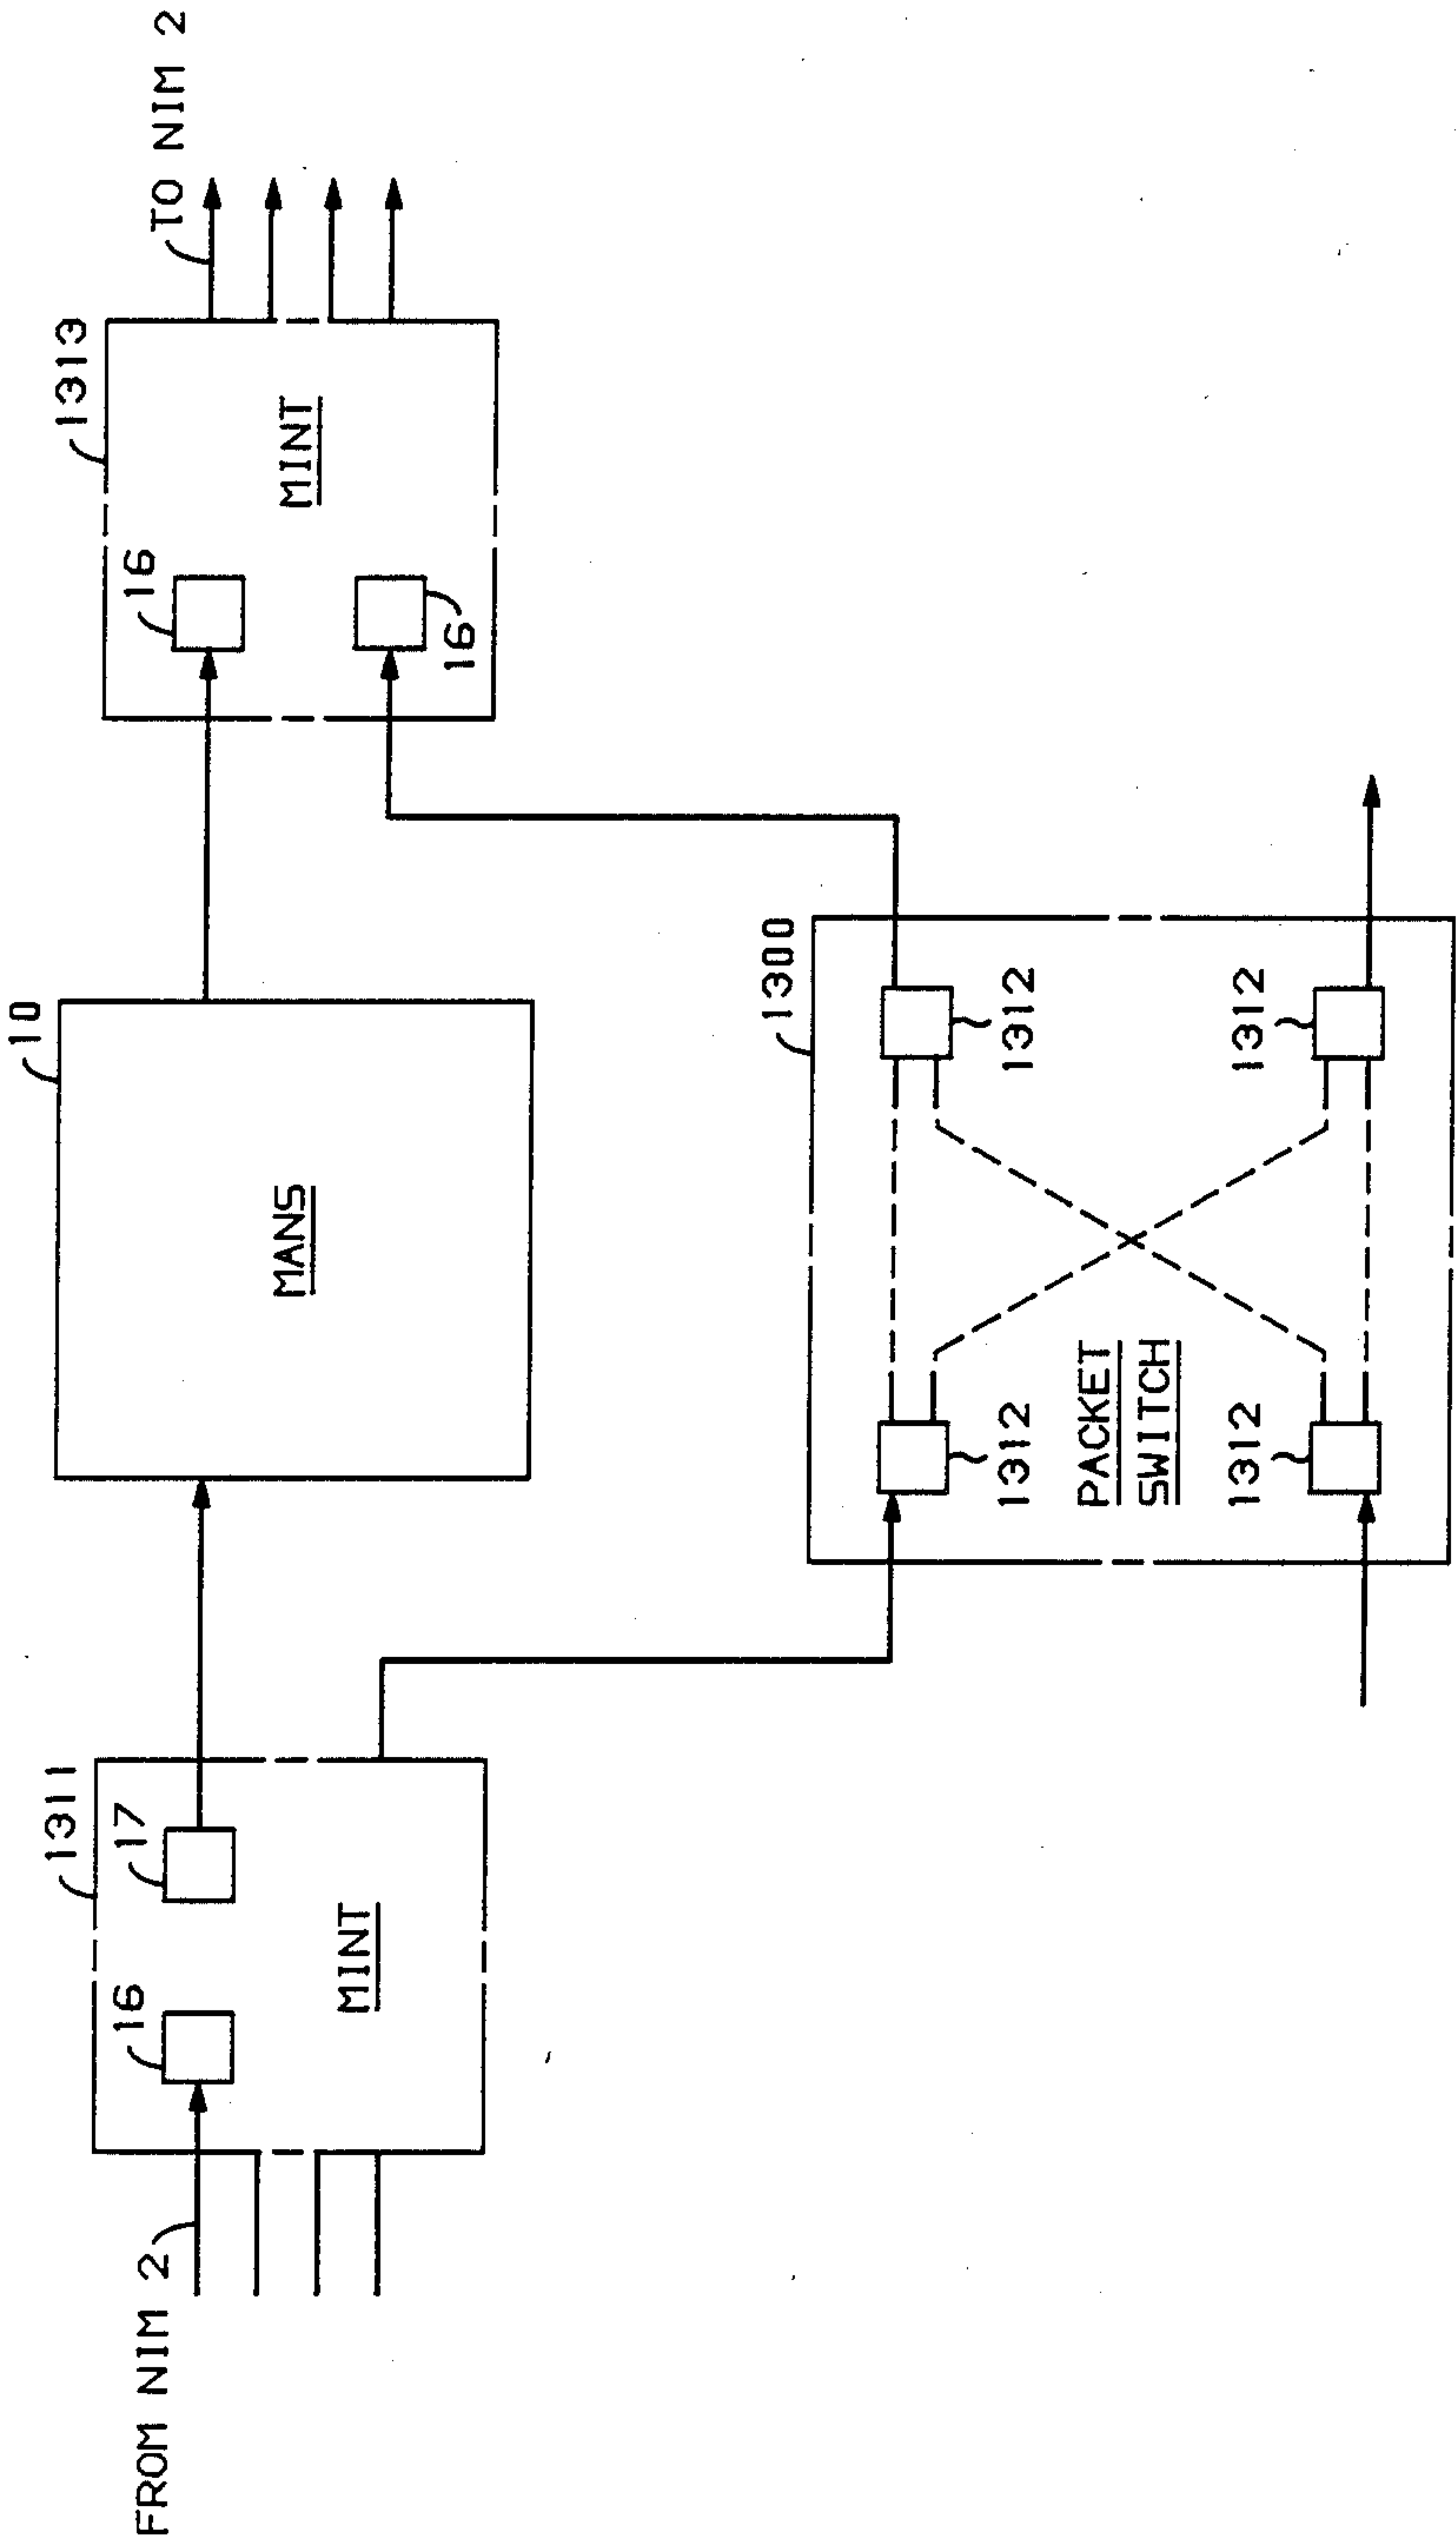 FROM NIM 2
1311
16
17
MINT
10
MANS
1313
16
16
MINT
TO NIM 2
1300
1312
1312
PACKET
SWITCH
1312
1312